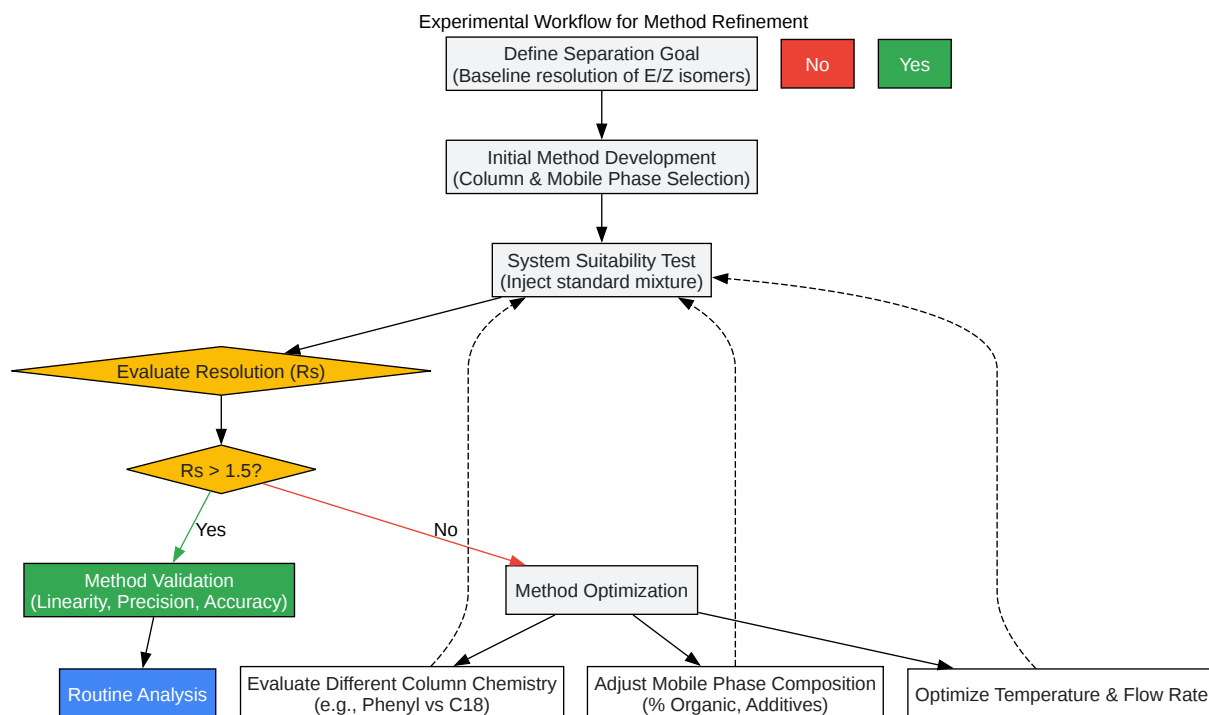 Experimental Workflow for Method Refinement
Define Separation Goal
(Baseline resolution of E/Z isomers)
No
Yes
Initial Method Development
(Column & Mobile Phase Selection)
System Suitability Test
(Inject standard mixture)
Evaluate Resolution (Rs)
Rs > 1.5?
Yes
No
Method Validation
(Linearity, Precision, Accuracy)
Method Optimization
Routine Analysis
Evaluate Different Column Chemistry
(e.g., Phenyl vs C18)
Adjust Mobile Phase Composition
(% Organic, Additives)
Optimize Temperature & Flow Rate